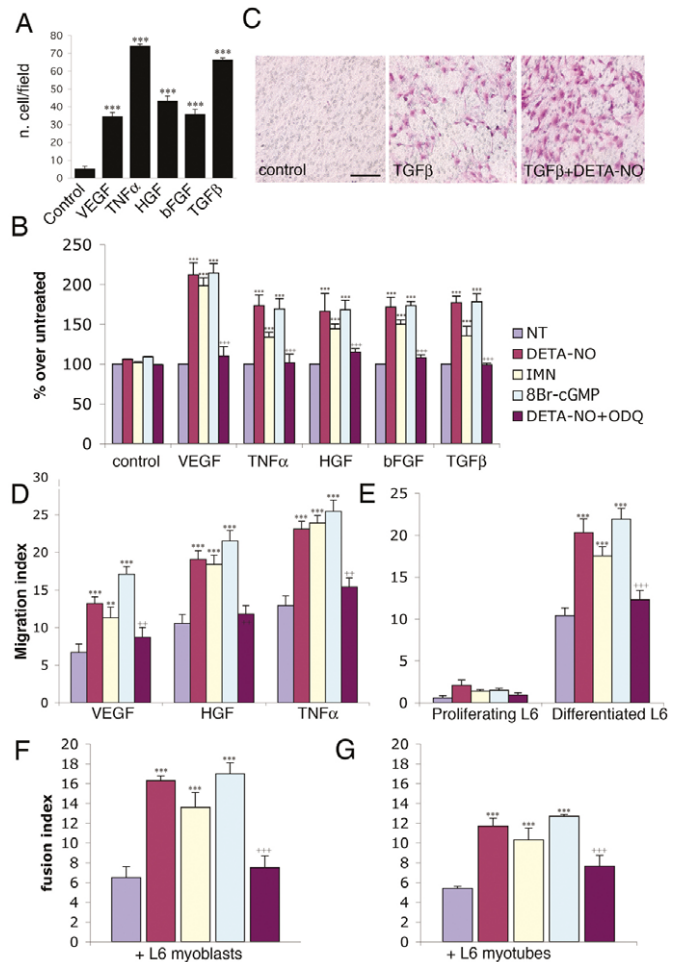 A
n. cell/field
80
70
60
50
40
30
20
10
0
***
***
***
***
***
Control
VEGF
TNFα
HGF
bFGF
TGFβ
C
control
TGFβ
TGFβ+DETA-NO
B
% over untreated
250
200
150
100
50
0
*** *** *** +++
*** *** *** +++
*** *** *** +++
*** *** *** +++
*** *** *** +++
control VEGF TNFα HGF bFGF TGFβ
NT
DETA-NO
IMN
8Br-cGMP
DETA-NO+ODQ
D
Migration index
30
25
20
15
10
5
0
*** ** *** ++
*** *** ***
*** *** *** ++
VEGF HGF TNFα
E
25
20
15
10
5
0
*** *** *** +++
Proliferating L6 Differentiated L6
F
fusion index
20
18
16
14
12
10
8
6
4
2
0
*** *** *** +++
+ L6 myoblasts
G
20
18
16
14
12
10
8
6
4
2
0
*** *** *** +++
+ L6 myotubes